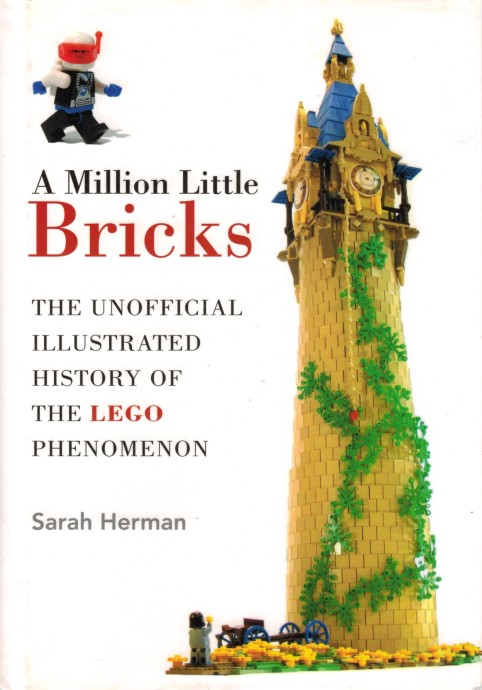 A Million Little
Bricks
THE UNOFFICIAL
ILLUSTRATED
HISTORY OF
THE LEGO
PHENOMENON
Sarah Herman